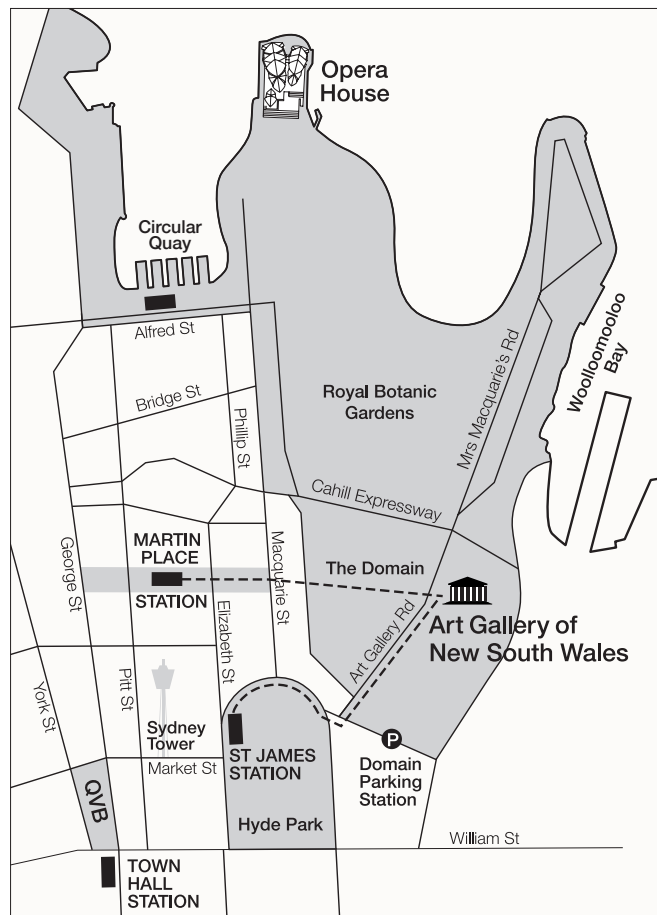 Opera
House
Circular
Quay
Alfred St
Bridge St
Phillip St
Royal Botanic
Gardens
Mrs Macquarie's Rd
Woolloomooloo
Bay
Cahill Expressway
George St
MARTIN
PLACE
STATION
Macquarie St
The Domain
Elizabeth St
Art Gallery Rd
Art Gallery of
New South Wales
York St
Pitt St
Sydney
Tower
Market St
ST JAMES
STATION
P
Domain
Parking
Station
QVB
Hyde Park
William St
TOWN
HALL
STATION